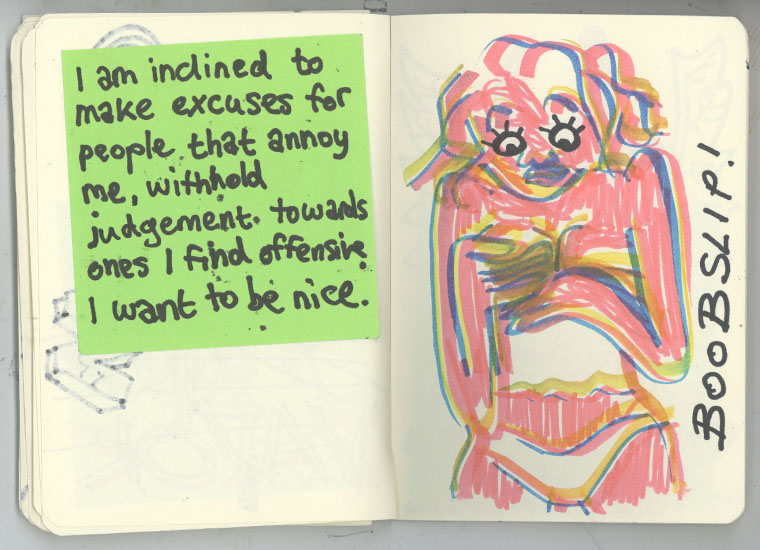 I am inclined to
make excuses for
people that annoy
me, withhold
judgement. towards
ones I find offensive
I want to be nice.
BOOBSLIP!